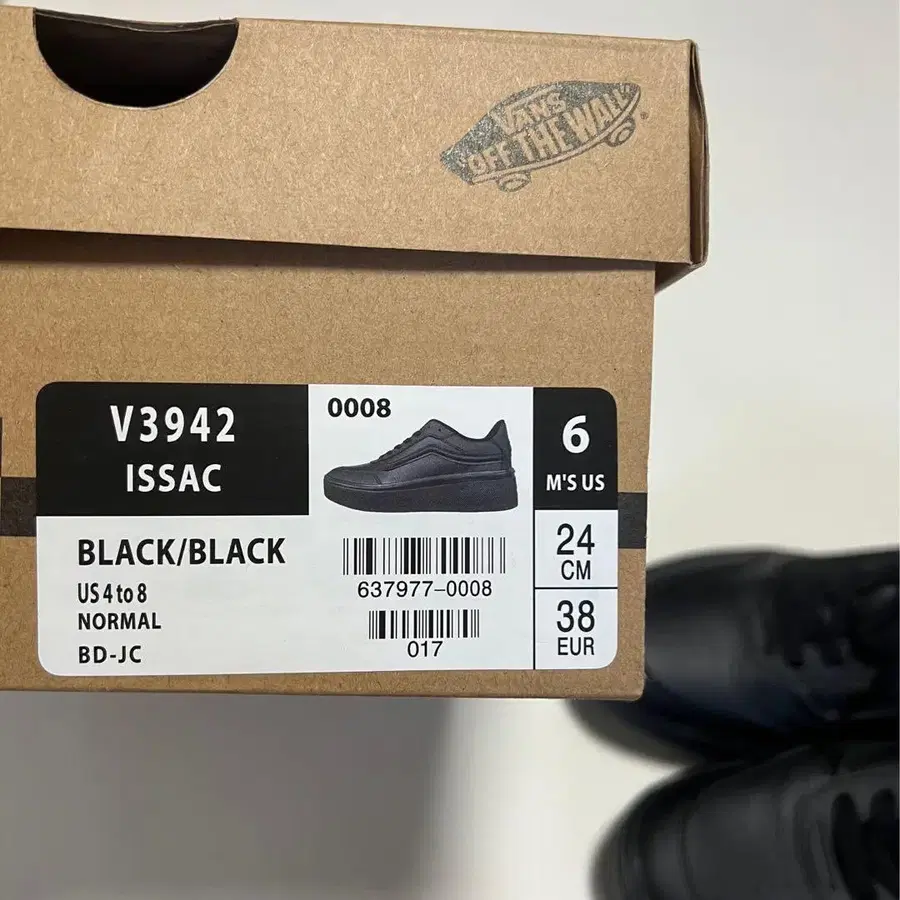 VANS
"OFF THE WALL"
V3942
ISSAC
0008
6
M'S US
BLACK/BLACK
US 4 to 8
NORMAL
BD-JC
637977-0008
017
24
CM
38
EUR